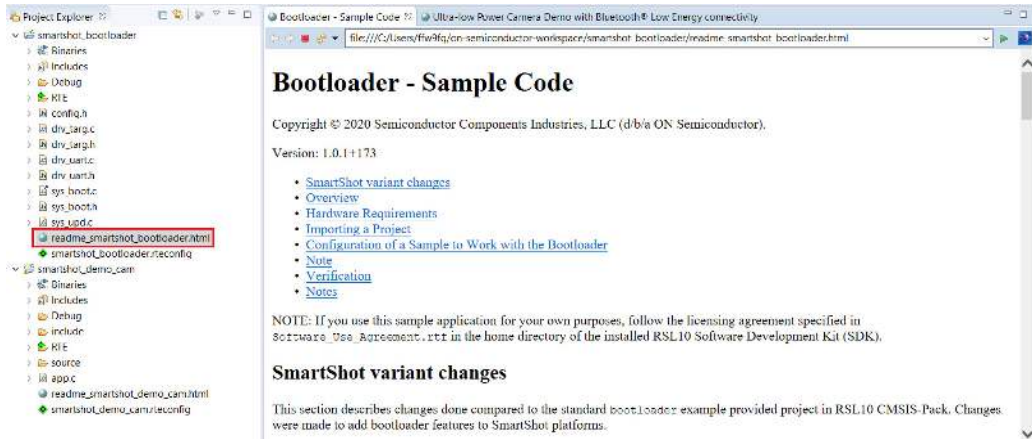 Project Explorer
smartshot_bootloader
Binaries
Includes
Debug
RTE
config.h
drv_targ.c
drv_targ.h
drv_uart.c
drv_uart.h
sys_boot.c
sys_boot.h
sys_upd.c
readme_smartshot_bootloader.html
smartshot_bootloader.rteconfig
smartshot_demo_cam
Binaries
Includes
Debug
include
RTE
source
app.c
readme_smartshot_demo_cam.html
smartshot_demo_cam.rteconfig
Bootloader - Sample Code
Ultra-low Power Camera Demo with Bluetooth® Low Energy connectivity
file:///C:/Users/ffw9fq/on-semiconductor-workspace/smartshot_bootloader/readme_smartshot_bootloader.html
Bootloader - Sample Code
Copyright © 2020 Semiconductor Components Industries, LLC (d/b/a ON Semiconductor).
Version: 1.0.1+173
• SmartShot variant changes
• Overview
• Hardware Requirements
• Importing a Project
• Configuration of a Sample to Work with the Bootloader
• Note
• Verification
• Notes
NOTE: If you use this sample application for your own purposes, follow the licensing agreement specified in
Software_Use_Agreement.rtf in the home directory of the installed RSL10 Software Development Kit (SDK).
SmartShot variant changes
This section describes changes done compared to the standard bootloader example provided project in RSL10 CMSIS-Pack. Changes
were made to add bootloader features to SmartShot platforms.